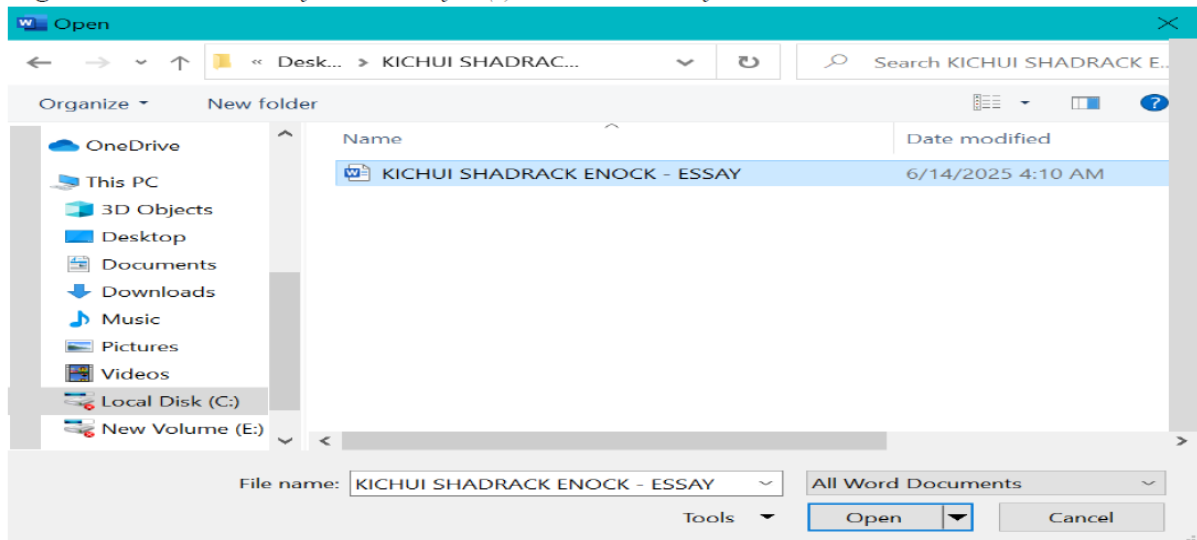 Open
« Desk... > KICHUI SHADRAC...
Search KICHUI SHADRACK E..
Organize
New folder
?
OneDrive
This PC
3D Objects
Desktop
Documents
Downloads
Music
Pictures
Videos
Local Disk (C:)
New Volume (E:)
Name
Date modified
KICHUI SHADRACK ENOCK - ESSAY
6/14/2025 4:10 AM
File name: KICHUI SHADRACK ENOCK - ESSAY
All Word Documents
Tools
Open
Cancel